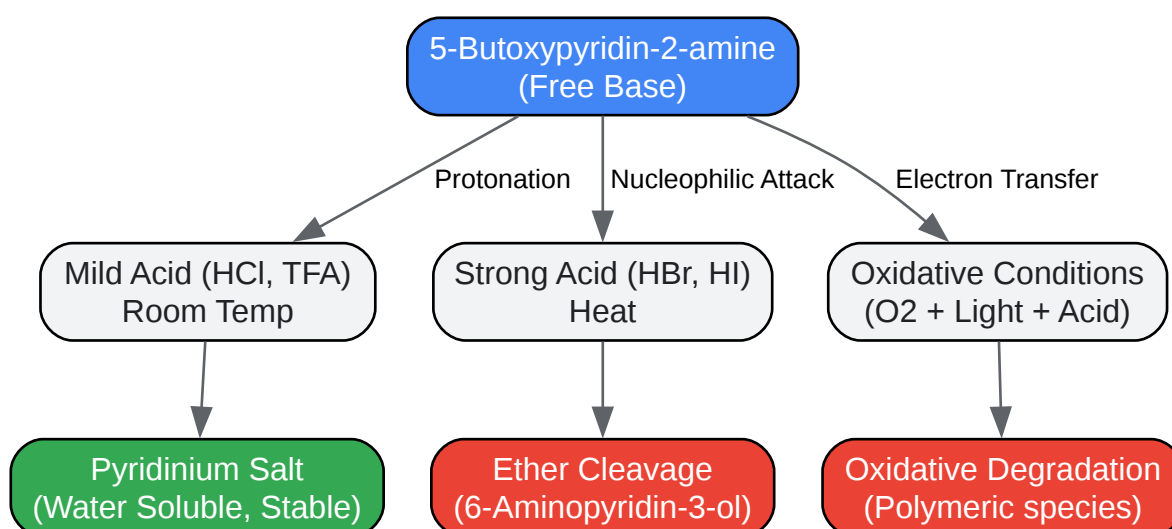 5-Butoxypyridin-2-amine
(Free Base)
Protonation
Nucleophilic Attack
Electron Transfer
Mild Acid (HCl, TFA)
Room Temp
Strong Acid (HBr, HI)
Heat
Oxidative Conditions
(O2 + Light + Acid)
Pyridinium Salt
(Water Soluble, Stable)
Ether Cleavage
(6-Aminopyridin-3-ol)
Oxidative Degradation
(Polymeric species)